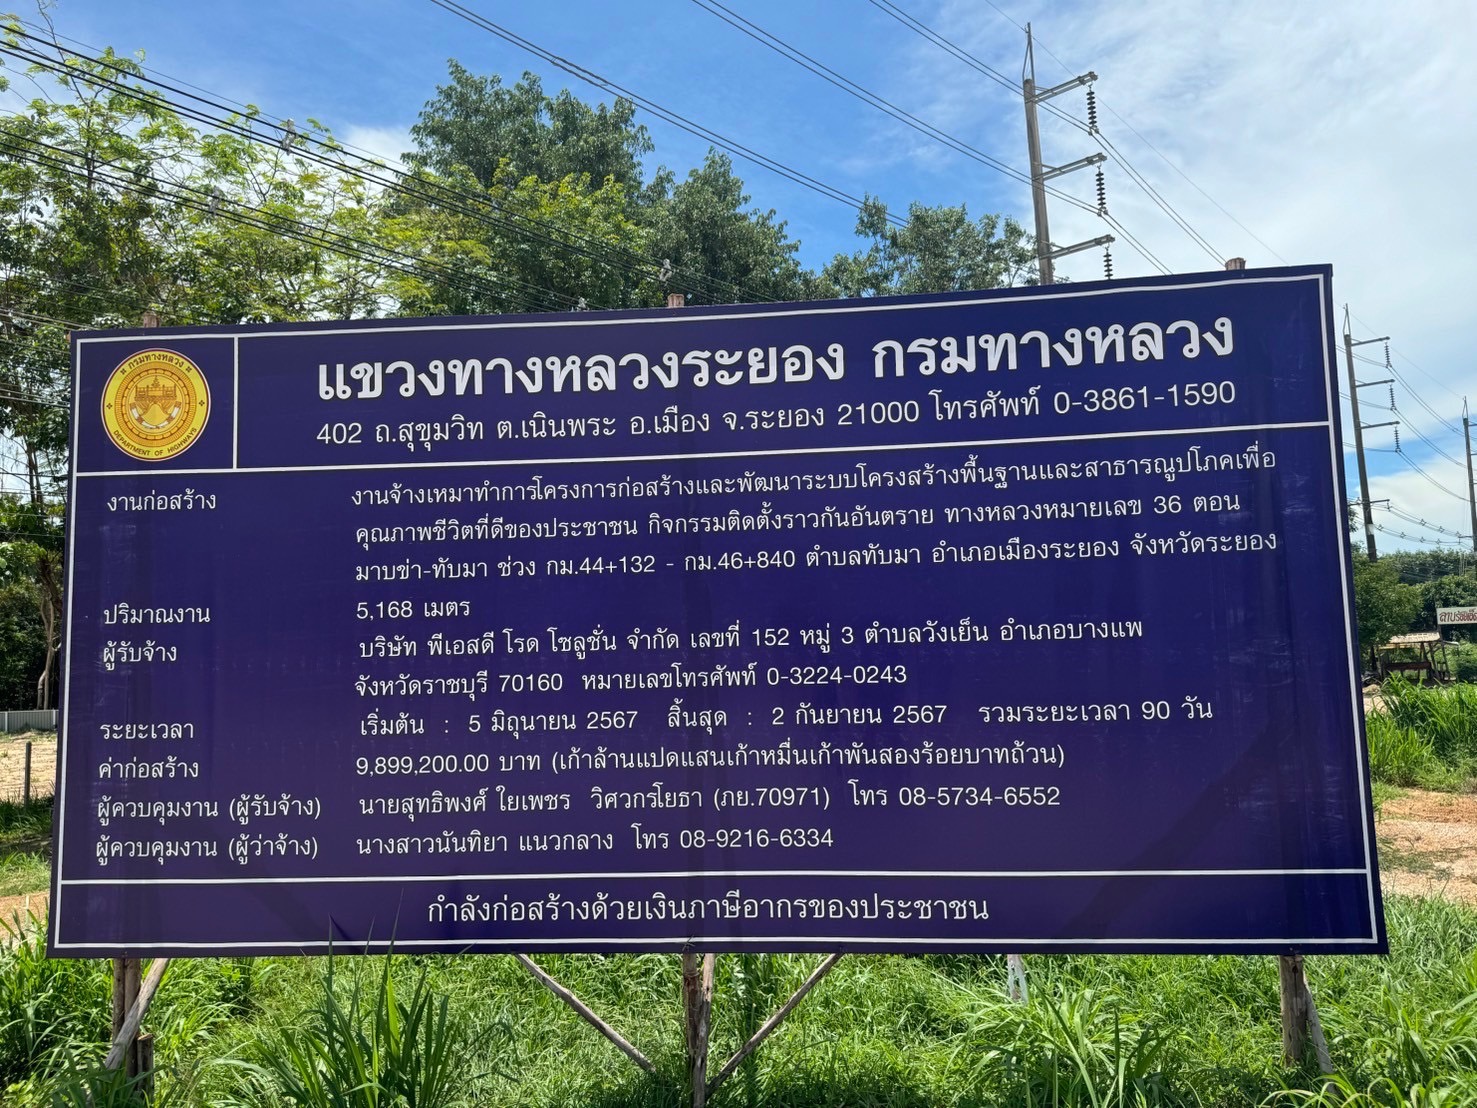 กรมทางหลวง
DEPARTMENT OF HIGHWAYS
แขวงทางหลวงระยอง กรมทางหลวง
402 ถ.สุขุมวิท ต.เนินพระ อ.เมือง จ.ระยอง 21000 โทรศัพท์ 0-3861-1590
งานก่อสร้าง งานจ้างเหมาทำการโครงการก่อสร้างและพัฒนาระบบโครงสร้างพื้นฐานและสาธารณูปโภคเพื่อ
คุณภาพชีวิตที่ดีของประชาชน กิจกรรมติดตั้งราวกันอันตราย ทางหลวงหมายเลข 36 ตอน
มาบข่า-ทับมา ช่วง กม.44+132 - กม.46+840 ตำบลทับมา อำเภอเมืองระยอง จังหวัดระยอง
ปริมาณงาน 5,168 เมตร
ผู้รับจ้าง บริษัท พีเอสดี โรด โซลูชั่น จำกัด เลขที่ 152 หมู่ 3 ตำบลวังเย็น อำเภอบางแพ
จังหวัดราชบุรี 70160 หมายเลขโทรศัพท์ 0-3224-0243
ระยะเวลา เริ่มต้น : 5 มิถุนายน 2567 สิ้นสุด : 2 กันยายน 2567 รวมระยะเวลา 90 วัน
ค่าก่อสร้าง 9,899,200.00 บาท (เก้าล้านแปดแสนเก้าหมื่นเก้าพันสองร้อยบาทถ้วน)
ผู้ควบคุมงาน (ผู้รับจ้าง) นายสุทธิพงศ์ ใยเพชร วิศวกรโยธา (ภย.70971) โทร 08-5734-6552
ผู้ควบคุมงาน (ผู้ว่าจ้าง) นางสาวนันทิยา แนวกลาง โทร 08-9216-6334
กำลังก่อสร้างด้วยเงินภาษีอากรของประชาชน